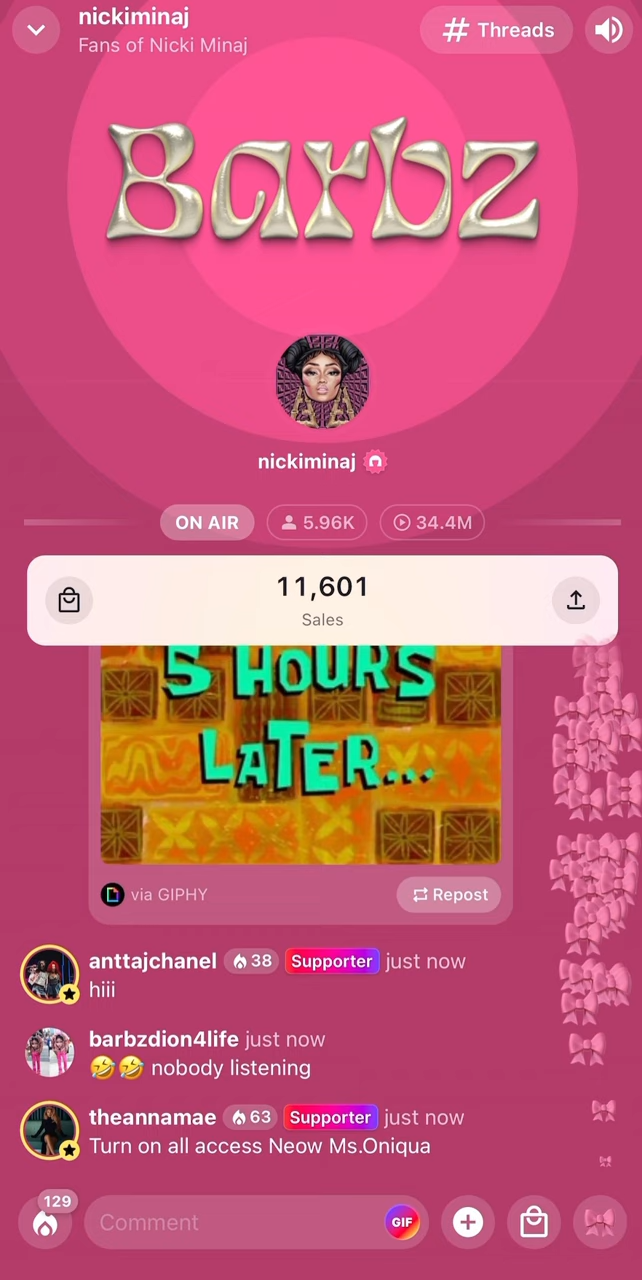 nickiminaj
Fans of Nicki Minaj
# Threads
Barbz
nickiminaj
ON AIR
5.96K
34.4M
11,601
Sales
5 HOURS
LATER...
via GIPHY
Repost
anttajchanel 38 Supporter just now
hiii
barbzdion4life just now
🤣🤣 nobody listening
theannamae 63 Supporter just now
Turn on all access Neow Ms.Oniqua
129
Comment
GIF